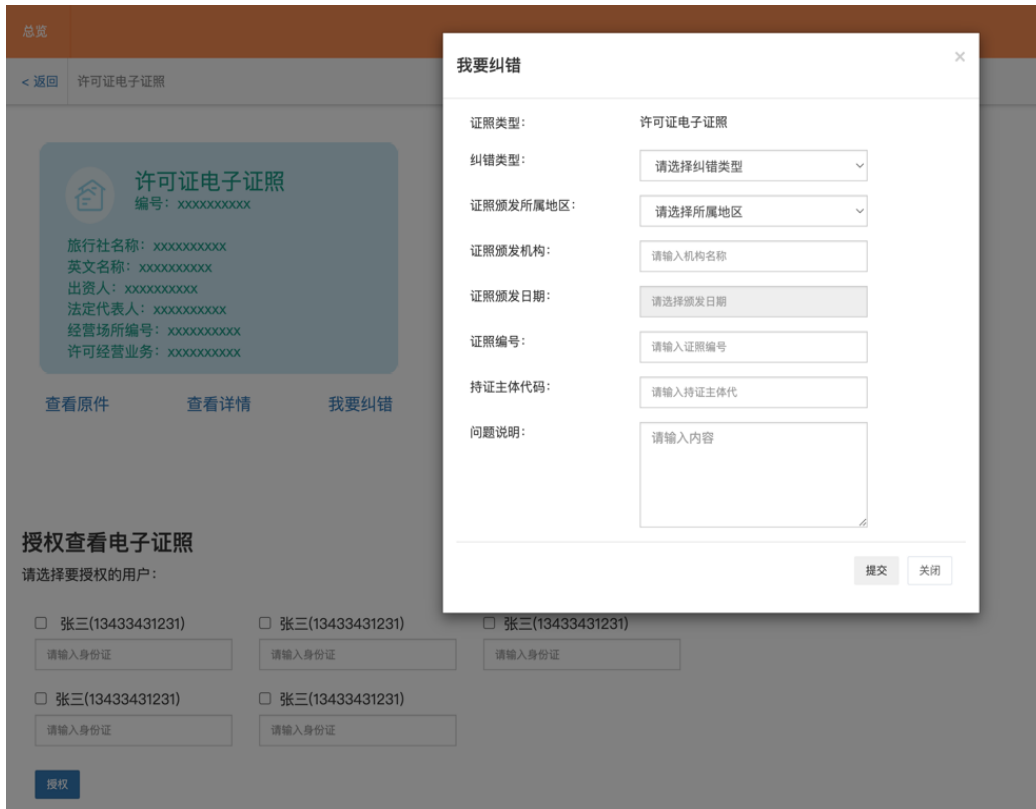 总览
< 返回 许可证电子证照
许可证电子证照
编号：xxxxxxxxxx
旅行社名称：xxxxxxxxxx
英文名称：xxxxxxxxxx
出资人：xxxxxxxxxx
法定代表人：xxxxxxxxxx
经营场所编号：xxxxxxxxxx
许可经营业务：xxxxxxxxxx
查看原件 查看详情 我要纠错
我要纠错 ×
证照类型： 许可证电子证照
纠错类型： 请选择纠错类型
证照颁发所属地区： 请选择所属地区
证照颁发机构： 请输入机构名称
证照颁发日期： 请选择颁发日期
证照编号： 请输入证照编号
持证主体代码： 请输入持证主体代
问题说明： 请输入内容
提交 关闭
授权查看电子证照
请选择要授权的用户：
张三(13433431231) 张三(13433431231) 张三(13433431231)
请输入身份证 请输入身份证 请输入身份证
张三(13433431231) 张三(13433431231)
请输入身份证 请输入身份证
授权